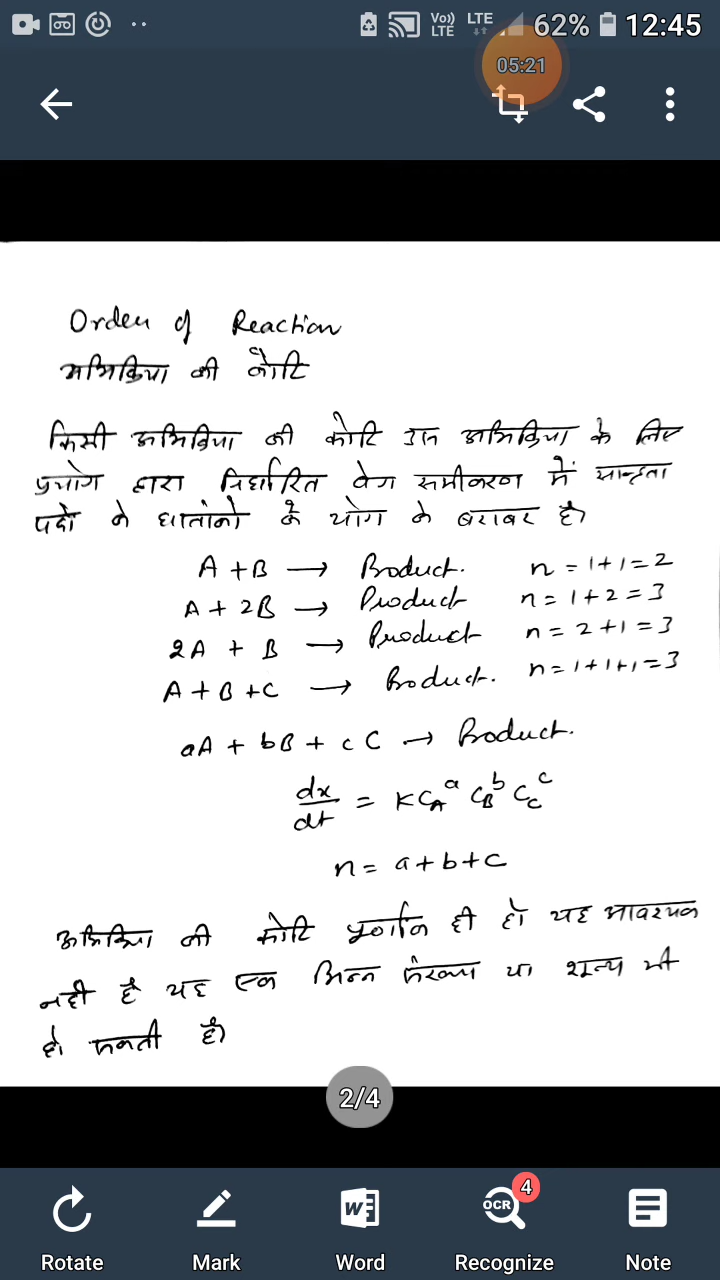 Vo)) LTE LTE 62% 12:45
05:21
Order of Reaction
अभिक्रिया की कोटि
किसी अभिक्रिया की कोटि उस अभिक्रिया के लिए
प्रयोग द्वारा निर्धारित वेग समीकरण में सान्द्रता
पदों के घातांको के योग के बराबर है।
A + B → Product. n = 1+1 = 2
A + 2B → Product n = 1+2 = 3
2A + B → Product n = 2+1 = 3
A + B + C → Product. n = 1+1+1 = 3
aA + bB + cC → Product.
dx/dt = KC_A^a C_B^b C_C^c
n = a+b+c
अभिक्रिया की कोटि पूर्णांक ही हो यह आवश्यक
नही है यह एक भिन्न संख्या या शून्य भी
हो सकती है।
2/4
Rotate Mark W Word OCR 4 Recognize Note